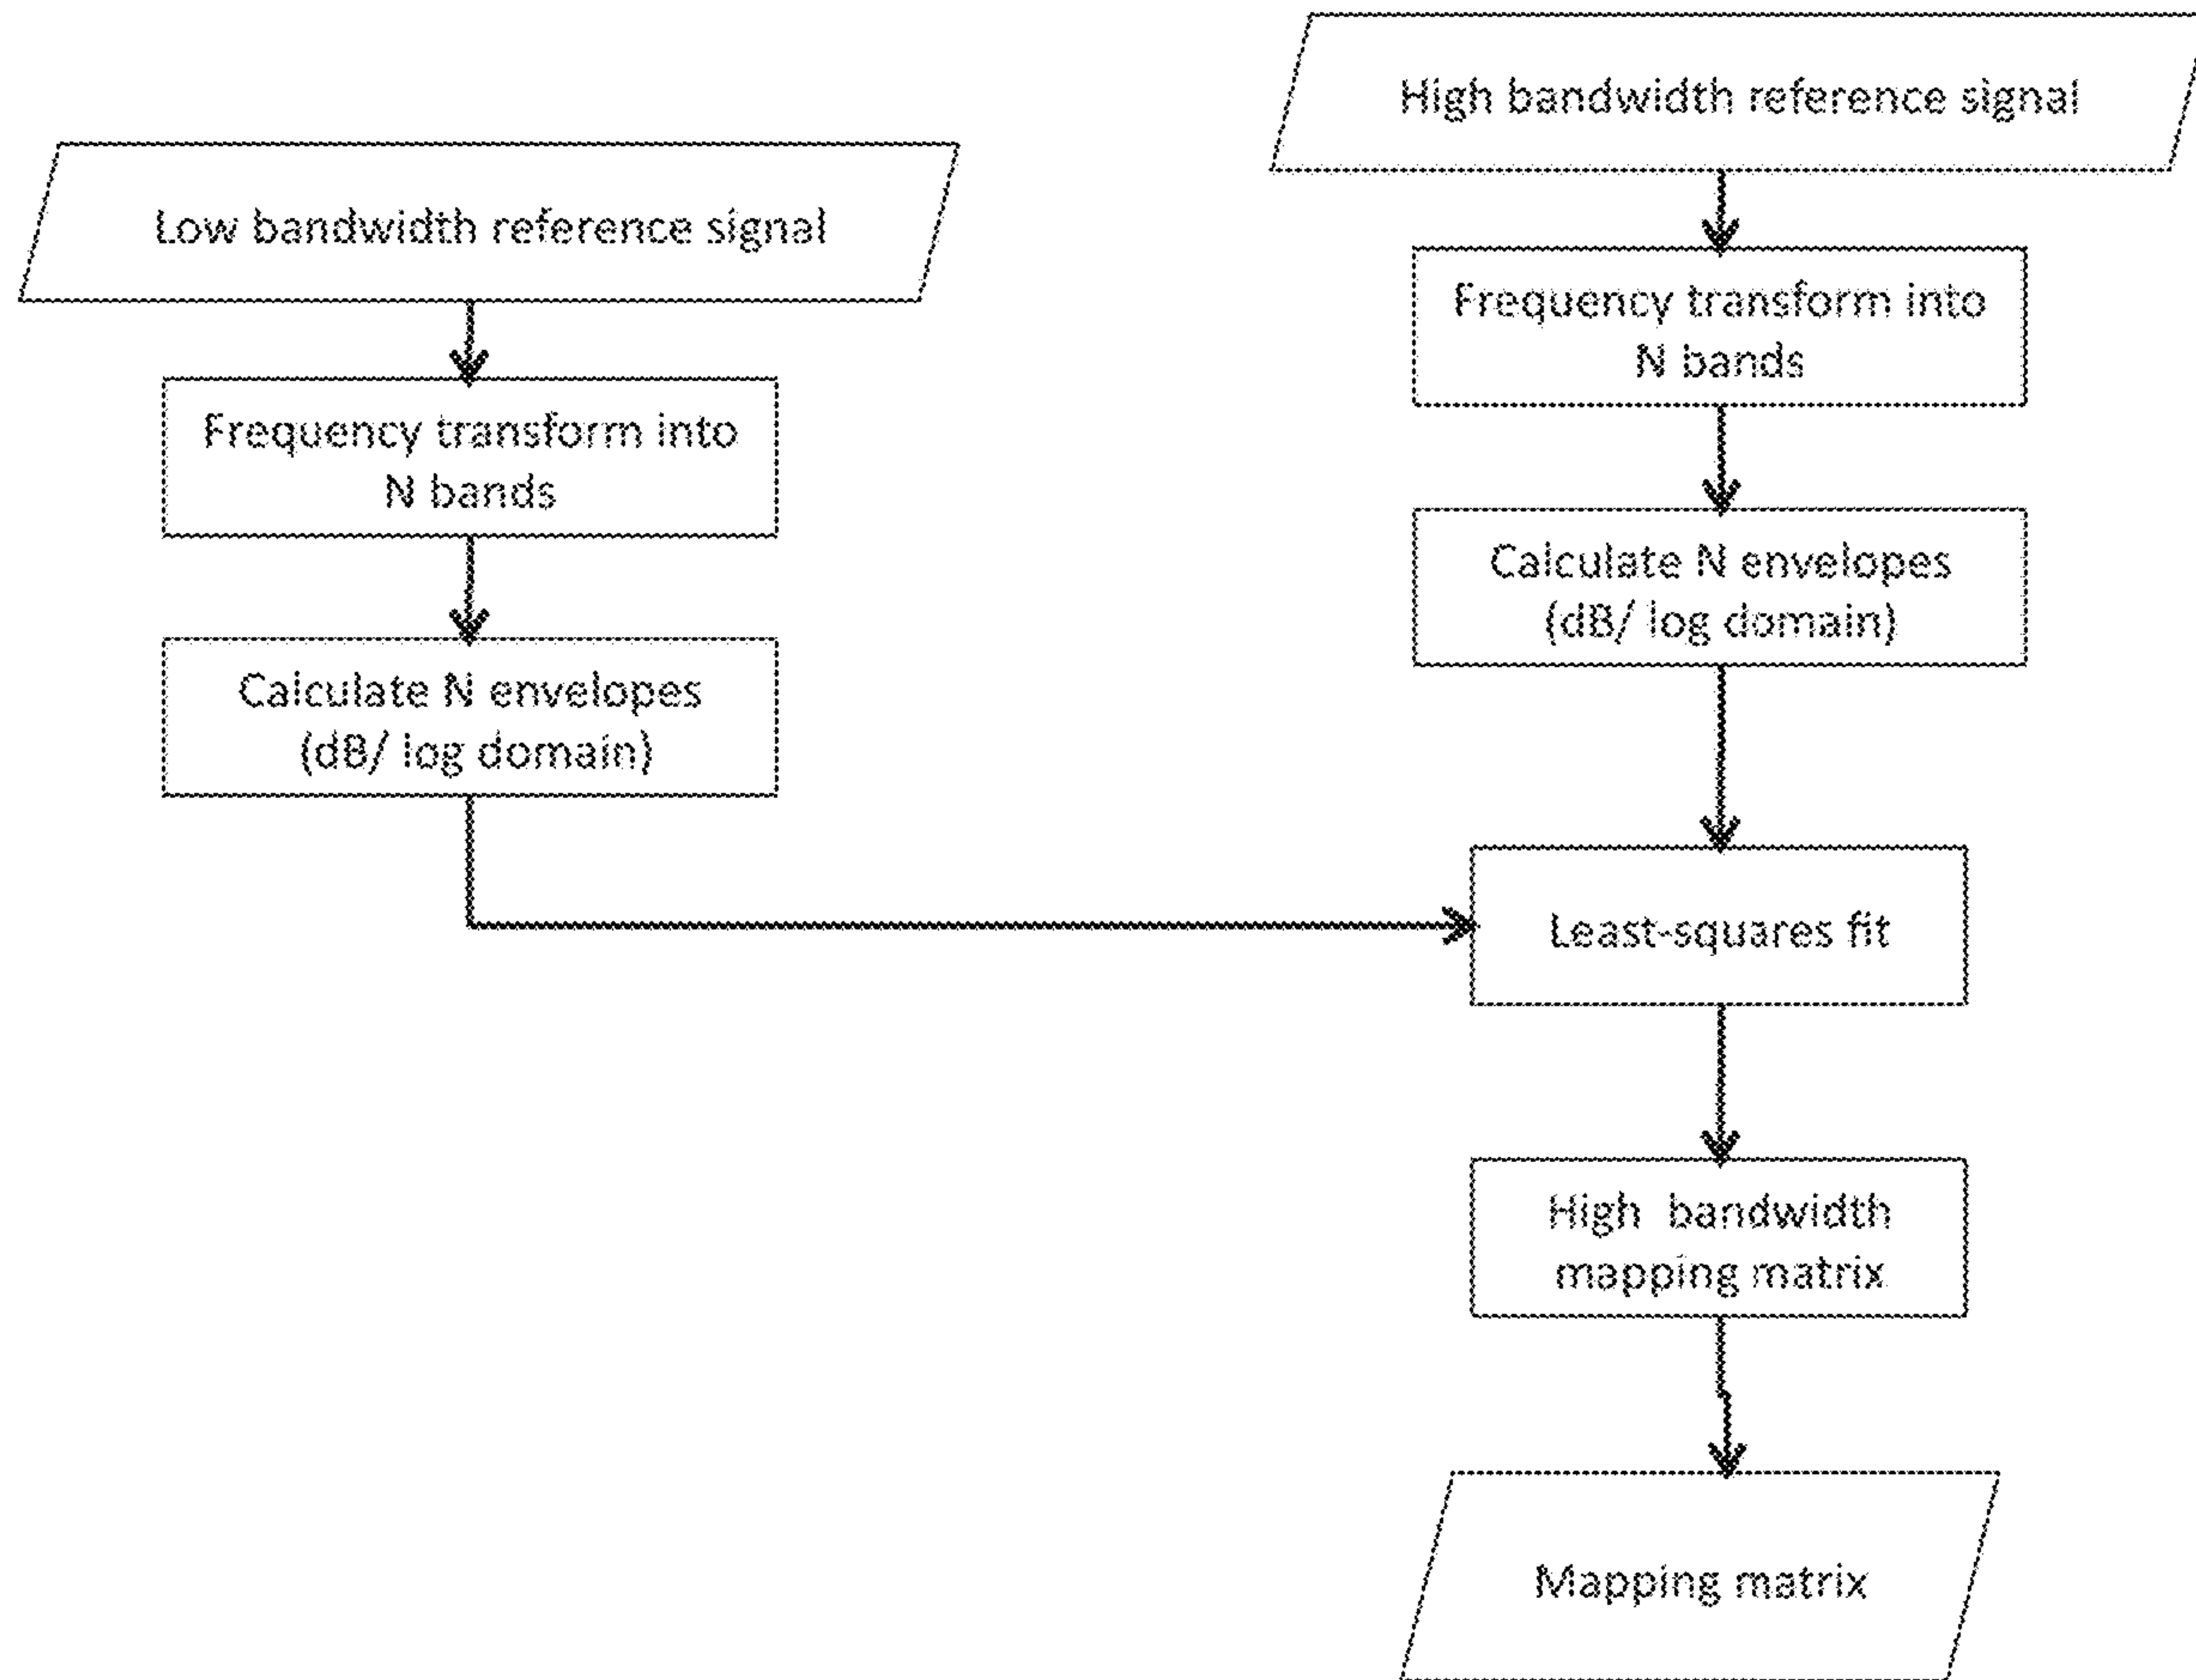 Low bandwidth reference signal
Frequency transform into
N bands
Calculate N envelopes
(dB/ log domain)
High bandwidth reference signal
Frequency transform into
N bands
Calculate N envelopes
(dB/ log domain)
Least-squares fit
High bandwidth
mapping matrix
Mapping matrix